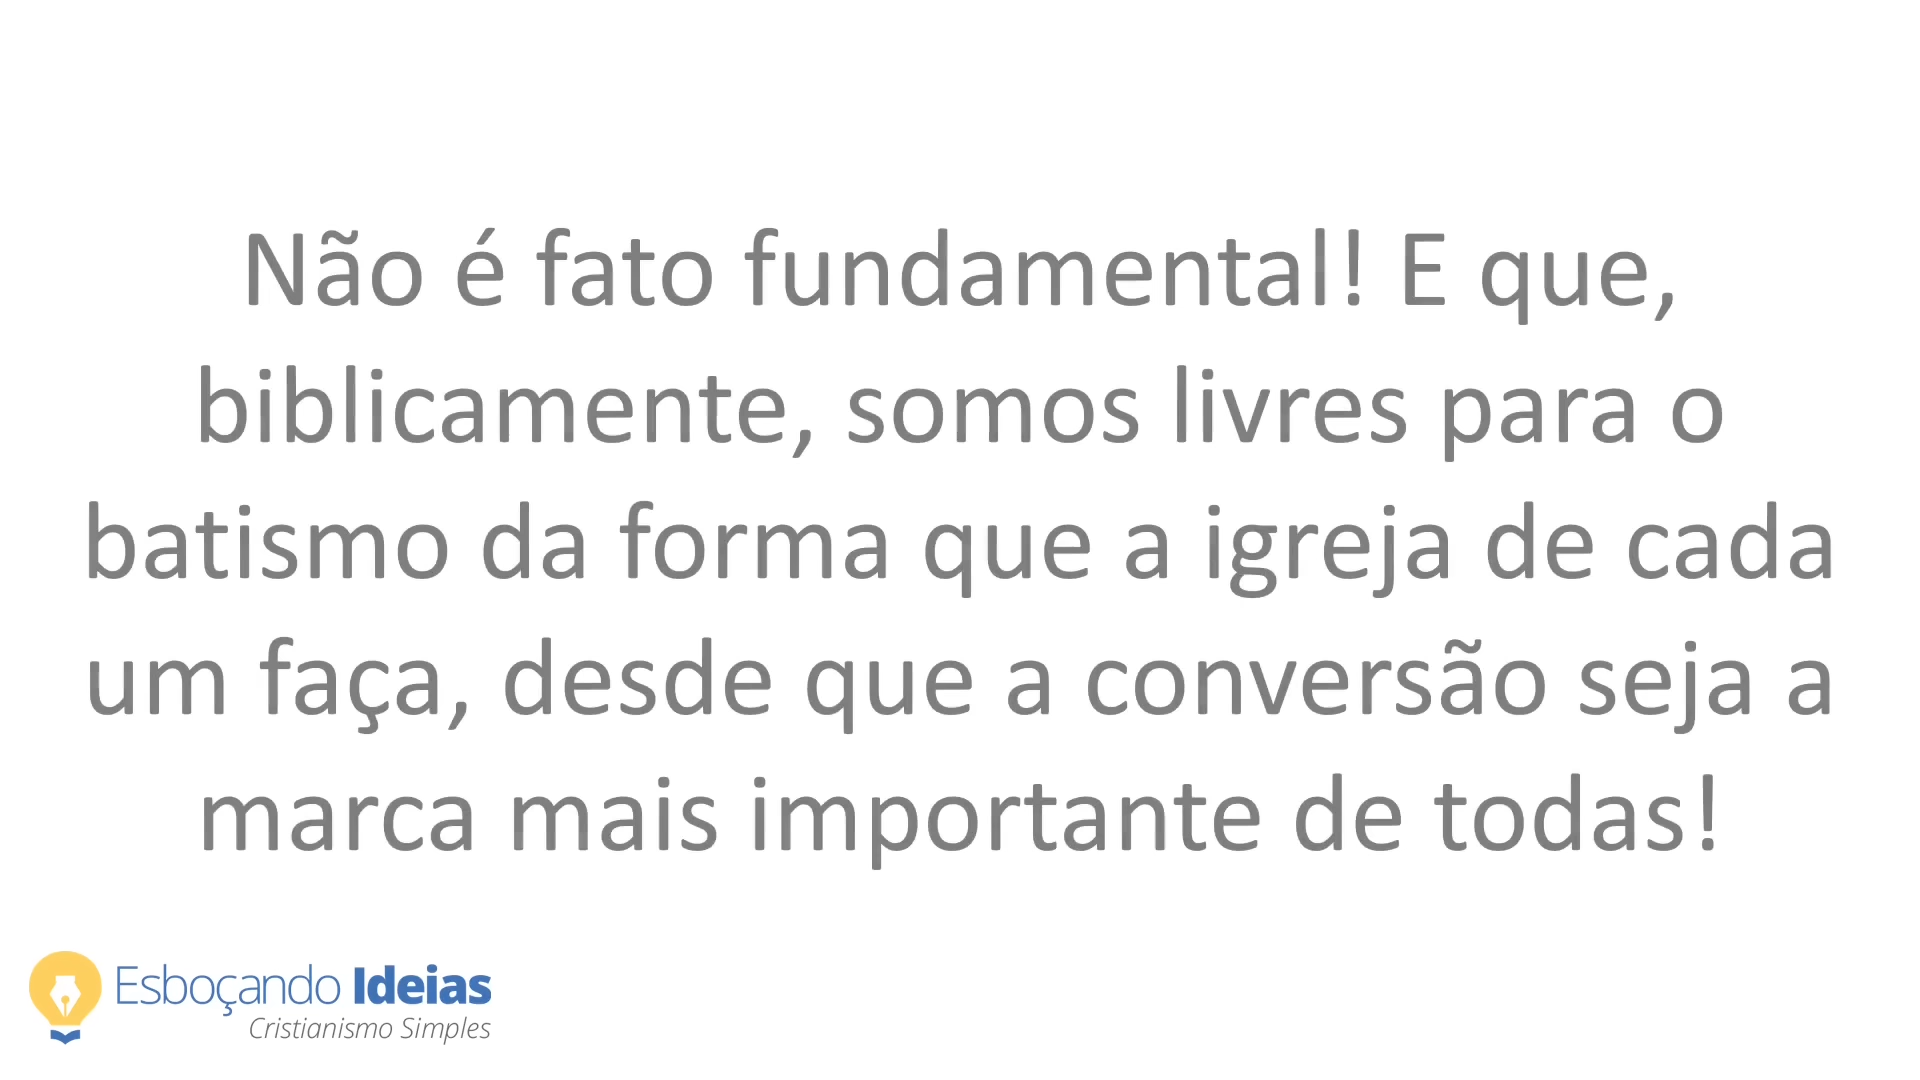 Não é fato fundamental! E que,
biblicamente, somos livres para o
batismo da forma que a igreja de cada
um faça, desde que a conversão seja a
marca mais importante de todas!
Esboçando Ideias
Cristianismo Simples